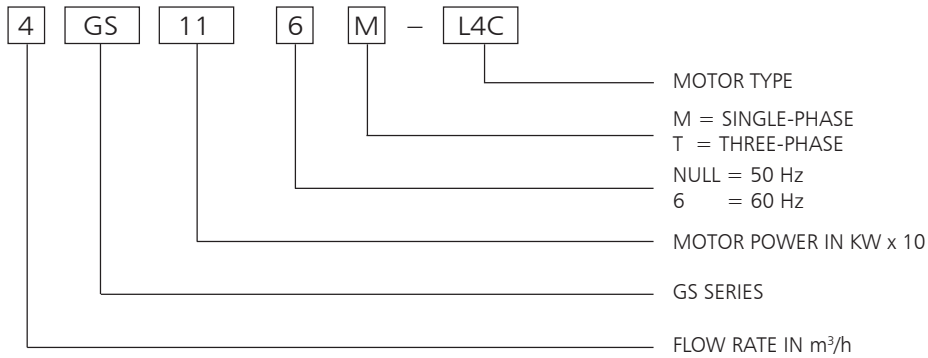 4 GS 11 6 M – L4C
MOTOR TYPE
M = SINGLE-PHASE
T = THREE-PHASE
NULL = 50 Hz
6 = 60 Hz
MOTOR POWER IN KW x 10
GS SERIES
FLOW RATE IN m³/h